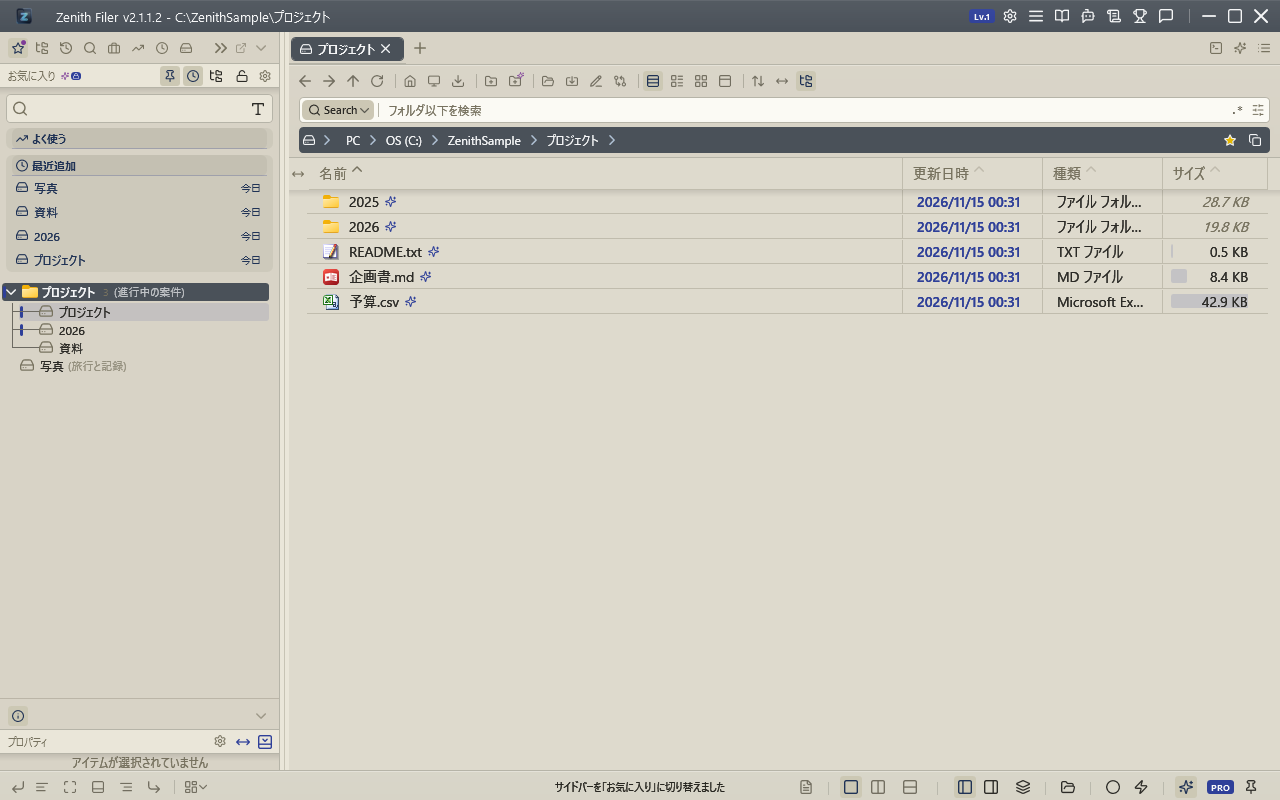 Zenith Filer v2.1.1.2 - C:\ZenithSample\プロジェクト
Lv.1
プロジェクト
お気に入り
Search
フォルダ以下を検索
.*
T
よく使う
最近追加
写真 今日
資料 今日
2026 今日
プロジェクト 今日
PC OS (C:) ZenithSample プロジェクト
名前 更新日時 種類 サイズ
2025 2026/11/15 00:31 ファイル フォル... 28.7 KB
2026 2026/11/15 00:31 ファイル フォル... 19.8 KB
README.txt 2026/11/15 00:31 TXT ファイル 0.5 KB
企画書.md 2026/11/15 00:31 MD ファイル 8.4 KB
予算.csv 2026/11/15 00:31 Microsoft Ex... 42.9 KB
プロジェクト 3 (進行中の案件)
プロジェクト
2026
資料
写真 (旅行と記録)
プロパティ
アイテムが選択されていません
サイドバーを「お気に入り」に切り替えました
PRO